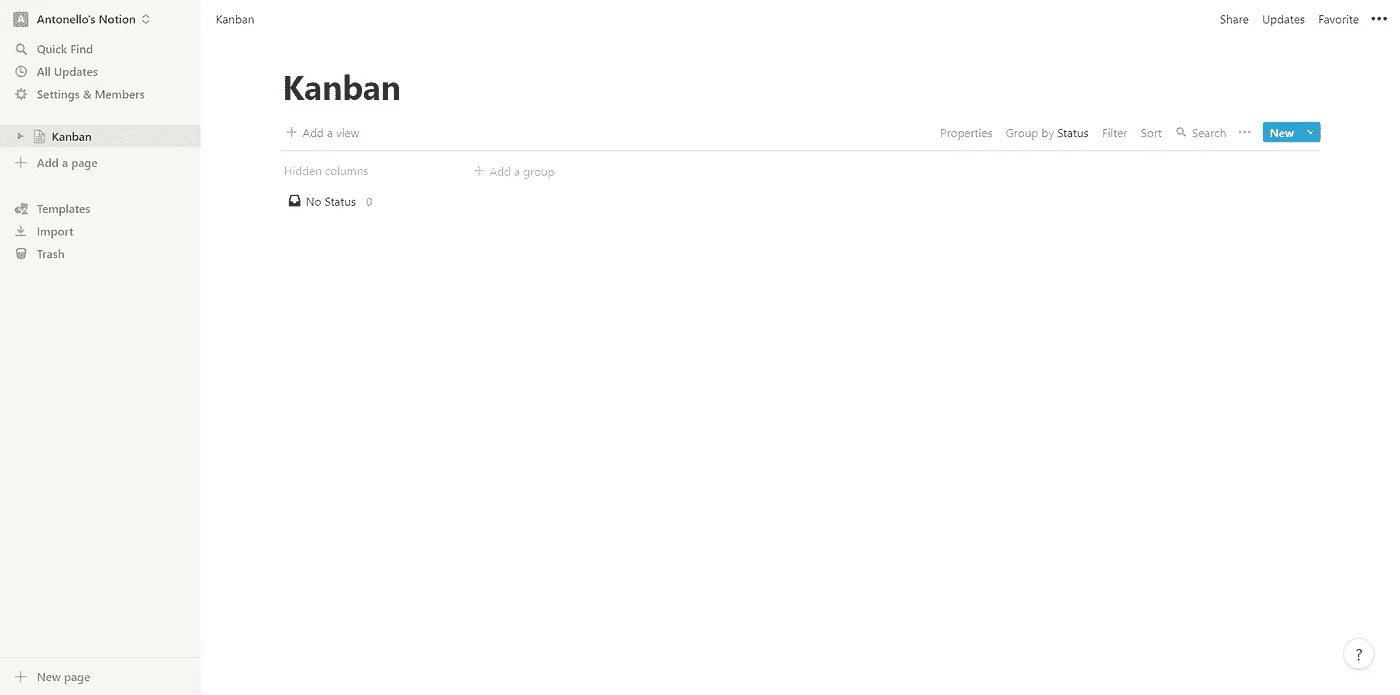 A Antonello's Notion
Quick Find
All Updates
Settings & Members
Kanban
Add a page
Templates
Import
Trash
New page
Kanban
Share Updates Favorite
Kanban
Add a view
Properties Group by Status Filter Sort Search New
Hidden columns Add a group
No Status 0
?